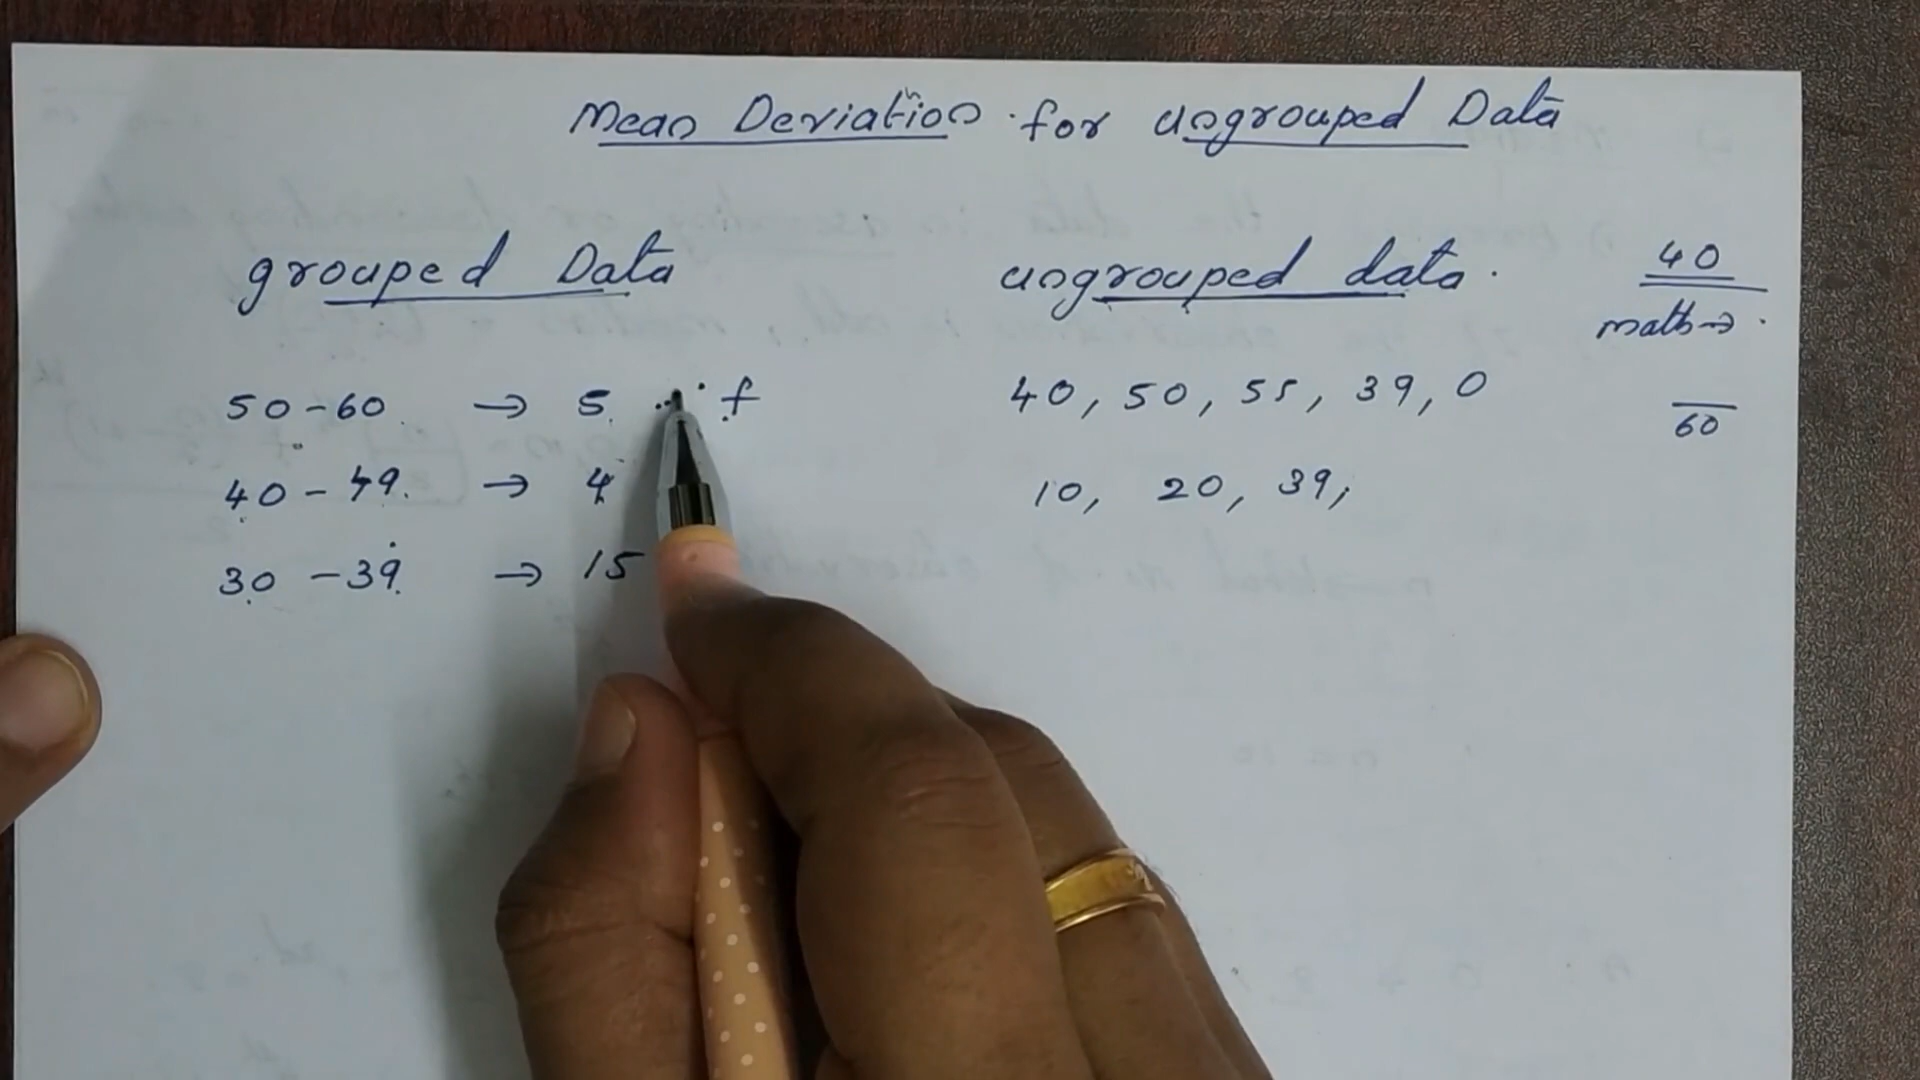 Mean Deviation for ungrouped Data
grouped Data
50-60 → 5 f
40-49 → 4
30-39 → 15
ungrouped data.
40, 50, 55, 39, 0
10, 20, 39,
40
math→
60